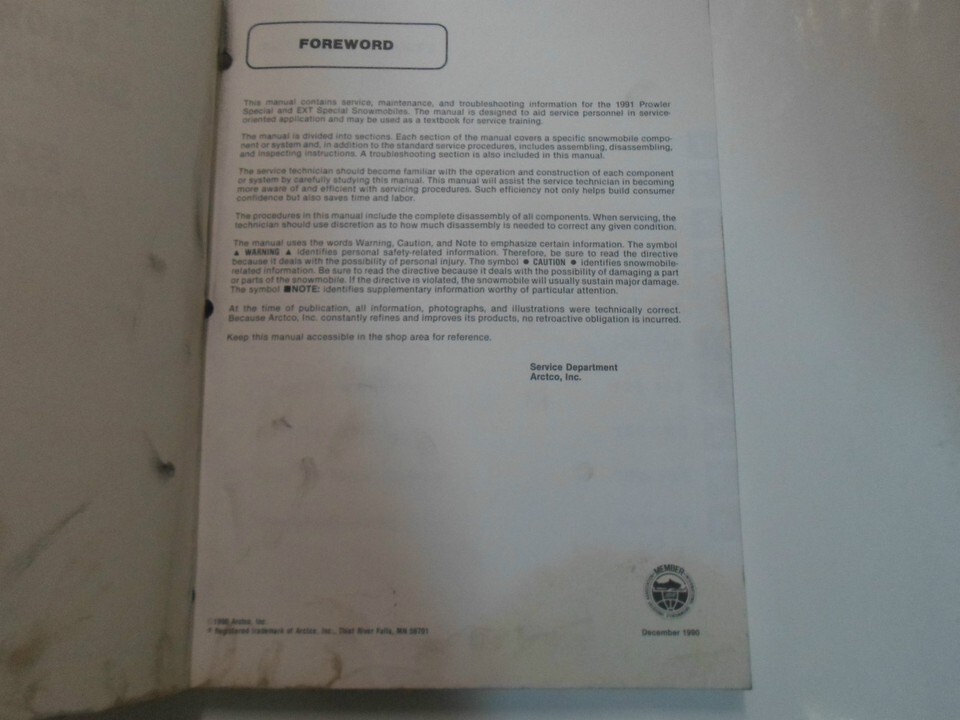 FOREWORD
This manual contains service, maintenance, and troubleshooting information for the 1991 Prowler
Special and EXT Special Snowmobiles. The manual is designed to aid service personnel in service-
oriented application and may be used as a textbook for service training.
The manual is divided into sections. Each section of the manual covers a specific snowmobile compo-
nent or system and, in addition to the standard service procedures, includes assembling, disassembling,
and inspecting instructions. A troubleshooting section is also included in this manual.
The service technician should become familiar with the operation and construction of each component
or system by carefully studying this manual. This manual will assist the service technician in becoming
more aware of and efficient with servicing procedures. Such efficiency not only helps build consumer
confidence but also saves time and labor.
The procedures in this manual include the complete disassembly of all components. When servicing, the
technician should use discretion as to how much disassembly is needed to correct any given condition.
The manual uses the words Warning, Caution, and Note to emphasize certain information. The symbol
▲ WARNING ▲ identifies personal safety-related information. Therefore, be sure to read the directive
because it deals with the possibility of personal injury. The symbol ● CAUTION ● identifies snowmobile-
related information. Be sure to read the directive because it deals with the possibility of damaging a part
or parts of the snowmobile. If the directive is violated, the snowmobile will usually sustain major damage.
The symbol ■NOTE: identifies supplementary information worthy of particular attention.
At the time of publication, all information, photographs, and illustrations were technically correct.
Because Arctco, Inc. constantly refines and improves its products, no retroactive obligation is incurred.
Keep this manual accessible in the shop area for reference.
Service Department
Arctco, Inc.
MEMBER
©1990 Arctco, Inc.
® Registered trademark of Arctco, Inc., Thief River Falls, MN 56701
December 1990